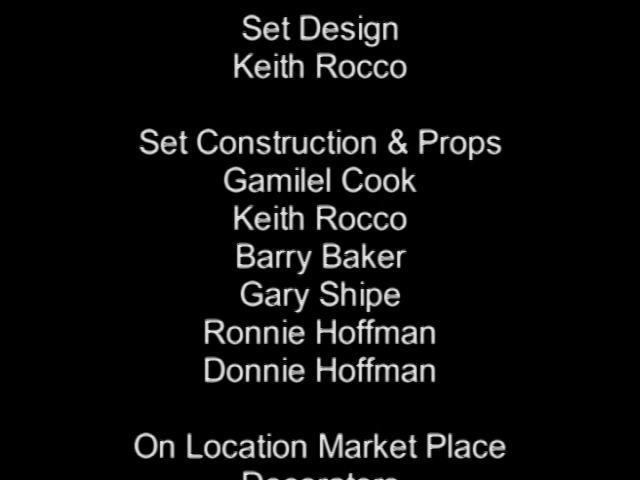 Set Design
Keith Rocco
Set Construction & Props
Gamilel Cook
Keith Rocco
Barry Baker
Gary Shipe
Ronnie Hoffman
Donnie Hoffman
On Location Market Place
Decorators